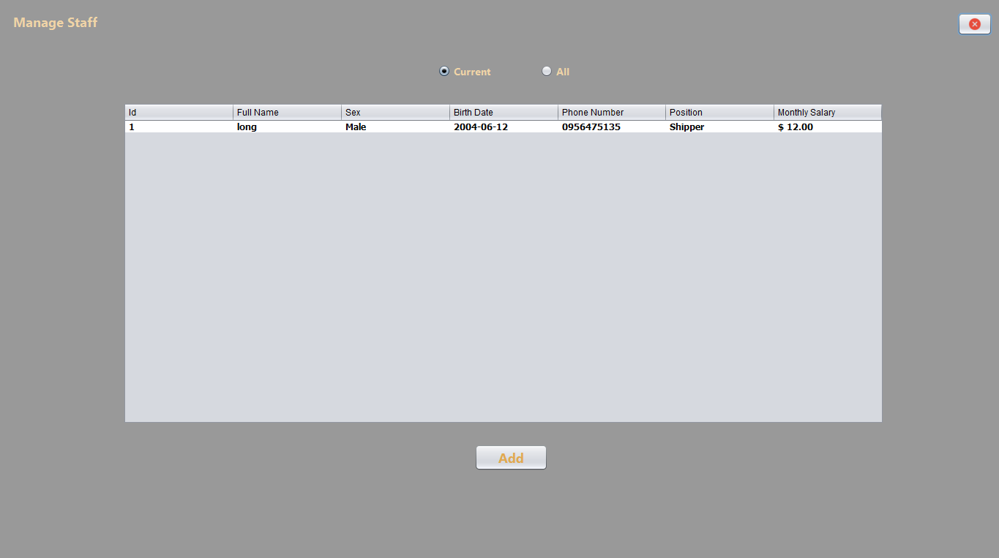 Manage Staff
Current All
Id Full Name Sex Birth Date Phone Number Position Monthly Salary
1 long Male 2004-06-12 0956475135 Shipper $ 12.00
Add